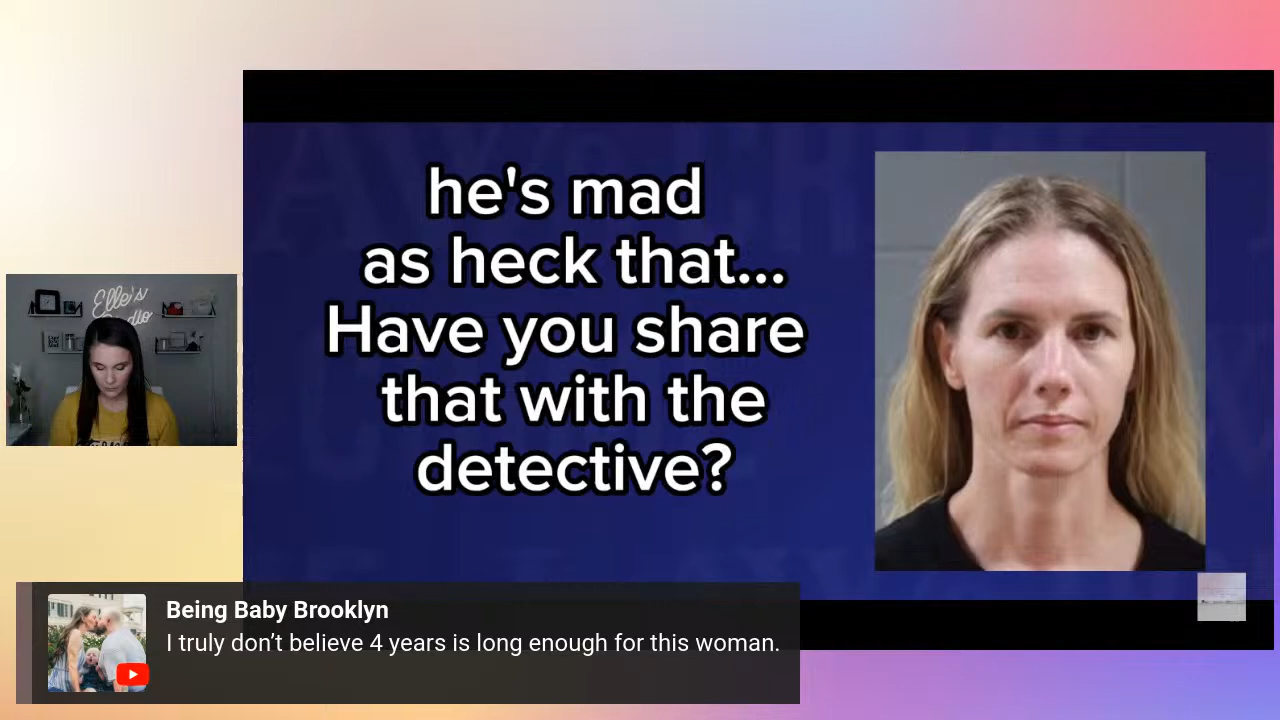 he's mad
as heck that...
Have you share
that with the
detective?
Elle's
Being Baby Brooklyn
I truly don’t believe 4 years is long enough for this woman.